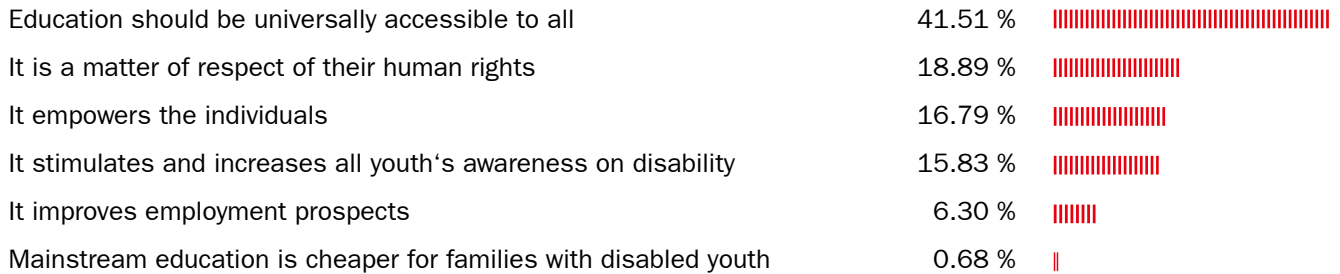 Education should be universally accessible to all 41.51 %
It is a matter of respect of their human rights 18.89 %
It empowers the individuals 16.79 %
It stimulates and increases all youth‘s awareness on disability 15.83 %
It improves employment prospects 6.30 %
Mainstream education is cheaper for families with disabled youth 0.68 %